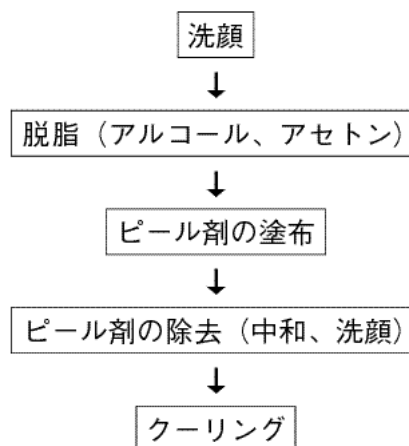 洗顔
脱脂（アルコール、アセトン）
ピール剤の塗布
ピール剤の除去（中和、洗顔）
クーリング